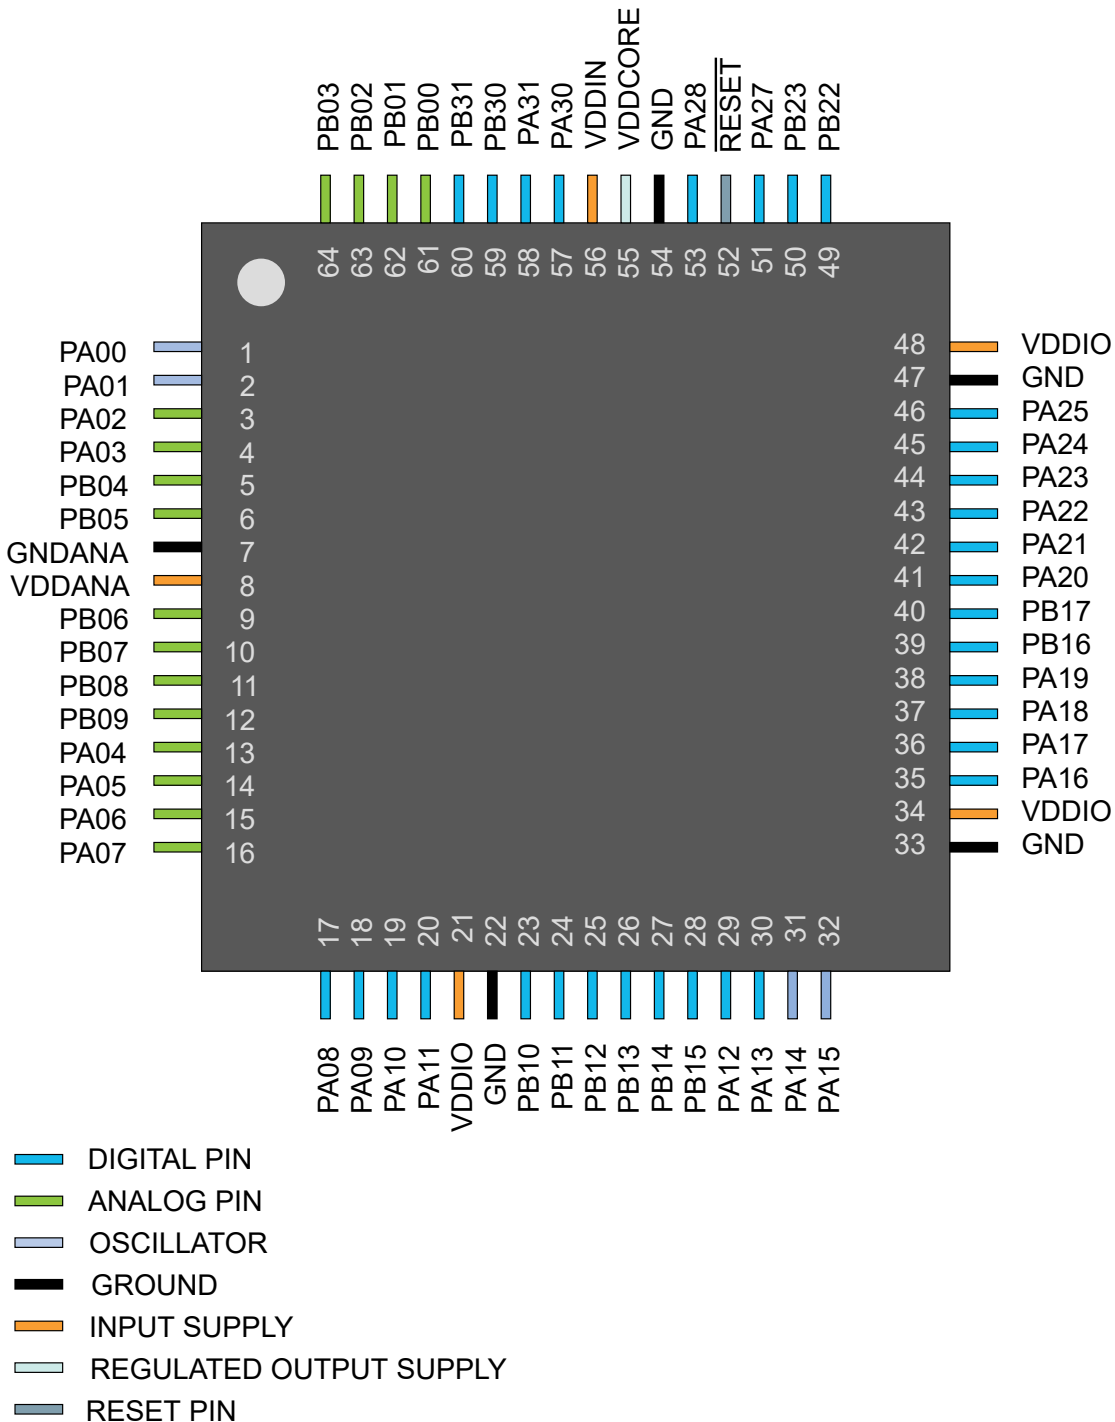 PB03
PB02
PB01
PB00
PB31
PB30
PA31
PA30
VDDIN
VDDCORE
GND
PA28
RESET
PA27
PB23
PB22
64
63
62
61
60
59
58
57
56
55
54
53
52
51
50
49
PA00 1
PA01 2
PA02 3
PA03 4
PB04 5
PB05 6
GNDANA 7
VDDANA 8
PB06 9
PB07 10
PB08 11
PB09 12
PA04 13
PA05 14
PA06 15
PA07 16
48 VDDIO
47 GND
46 PA25
45 PA24
44 PA23
43 PA22
42 PA21
41 PA20
40 PB17
39 PB16
38 PA19
37 PA18
36 PA17
35 PA16
34 VDDIO
33 GND
17
18
19
20
21
22
23
24
25
26
27
28
29
30
31
32
PA08
PA09
PA10
PA11
VDDIO
GND
PB10
PB11
PB12
PB13
PB14
PB15
PA12
PA13
PA14
PA15
DIGITAL PIN
ANALOG PIN
OSCILLATOR
GROUND
INPUT SUPPLY
REGULATED OUTPUT SUPPLY
RESET PIN